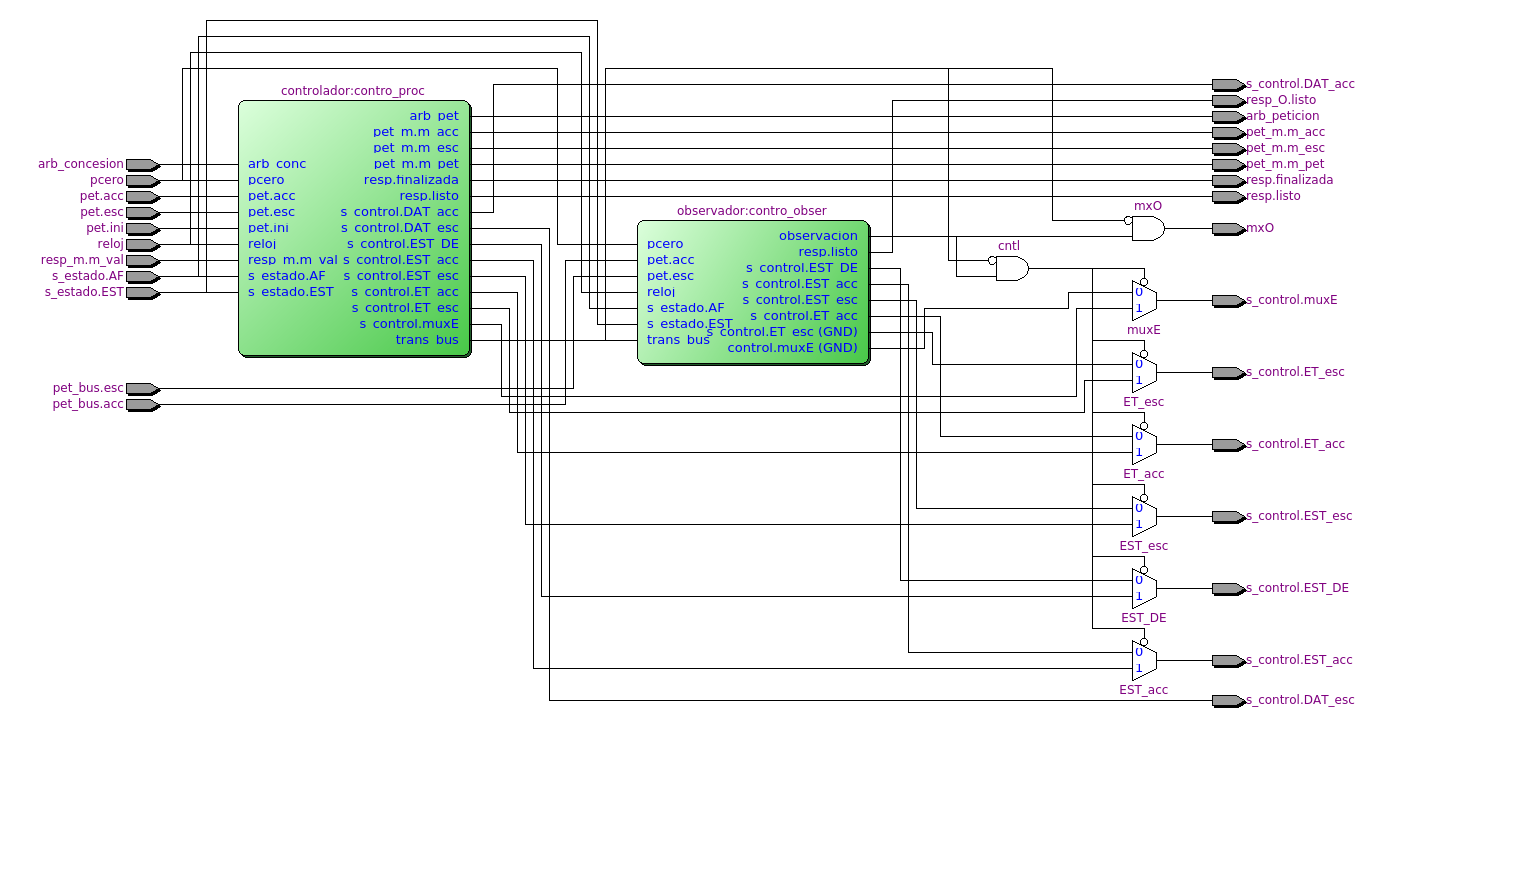 controlador:contro_proc
arb_pet
pet_m.m_acc
pet_m.m_esc
arb_conc
pet_m.m_pet
pcero
resp.finalizada
pet.acc
resp.listo
pet.esc
s_control.DAT_acc
pet.ini
s_control.DAT_esc
reloj
s_control.EST_DE
resp_m.m_val
s_control.EST_acc
s_estado.AF
s_control.EST_esc
s_estado.EST
s_control.ET_acc
s_control.ET_esc
s_control.muxE
trans_bus
arb_concesion
pcero
pet.acc
pet.esc
pet.ini
reloj
resp_m.m_val
s_estado.AF
s_estado.EST
pet_bus.esc
pet_bus.acc
observador:contro_obser
observacion
pcero
resp.listo
pet.acc
s_control.EST_DE
pet.esc
s_control.EST_acc
reloj
s_control.EST_esc
s_estado.AF
s_control.ET_acc
s_estado.EST
s_control.ET_esc (GND)
trans_bus
control.muxE (GND)
cntl
mxO
0
1
muxE
0
1
ET_esc
0
1
ET_acc
0
1
EST_esc
0
1
EST_DE
0
1
EST_acc
s_control.DAT_acc
resp_O.listo
arb_peticion
pet_m.m_acc
pet_m.m_esc
pet_m.m_pet
resp.finalizada
resp.listo
mxO
s_control.muxE
s_control.ET_esc
s_control.ET_acc
s_control.EST_esc
s_control.EST_DE
s_control.EST_acc
s_control.DAT_esc